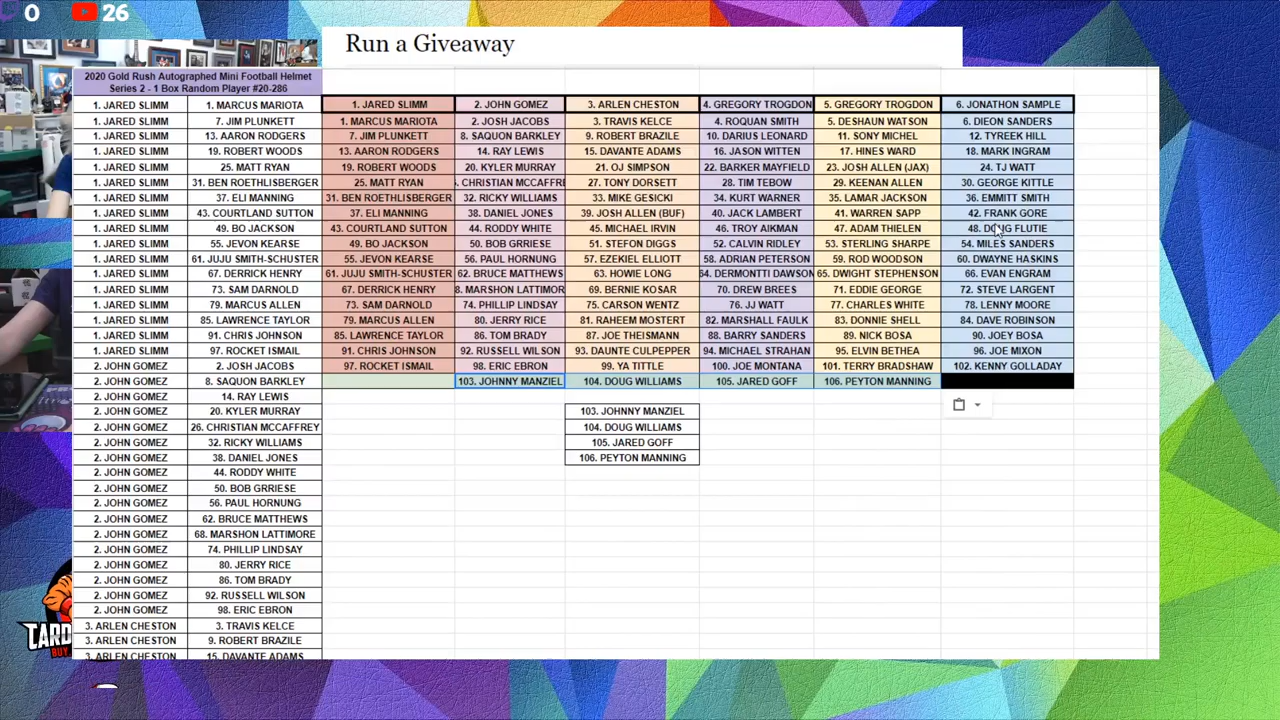 0 26
Run a Giveaway
2020 Gold Rush Autographed Mini Football Helmet
Series 2 - 1 Box Random Player #20-286
1. JARED SLIMM 1. MARCUS MARIOTA 1. JARED SLIMM 2. JOHN GOMEZ 3. ARLEN CHESTON 4. GREGORY TROGDON 5. GREGORY TROGDON 6. JONATHON SAMPLE
1. JARED SLIMM 7. JIM PLUNKETT 1. MARCUS MARIOTA 2. JOSH JACOBS 3. TRAVIS KELCE 4. ROQUAN SMITH 5. DESHAUN WATSON 6. DIEON SANDERS
1. JARED SLIMM 13. AARON RODGERS 7. JIM PLUNKETT 8. SAQUON BARKLEY 9. ROBERT BRAZILE 10. DARIUS LEONARD 11. SONY MICHEL 12. TYREEK HILL
1. JARED SLIMM 19. ROBERT WOODS 13. AARON RODGERS 14. RAY LEWIS 15. DAVANTE ADAMS 16. JASON WITTEN 17. HINES WARD 18. MARK INGRAM
1. JARED SLIMM 25. MATT RYAN 19. ROBERT WOODS 20. KYLER MURRAY 21. OJ SIMPSON 22. BARKER MAYFIELD 23. JOSH ALLEN (JAX) 24. TJ WATT
1. JARED SLIMM 31. BEN ROETHLISBERGER 25. MATT RYAN . CHRISTIAN MCCAFFRE 27. TONY DORSETT 28. TIM TEBOW 29. KEENAN ALLEN 30. GEORGE KITTLE
1. JARED SLIMM 37. ELI MANNING 31. BEN ROETHLISBERGER 32. RICKY WILLIAMS 33. MIKE GESICKI 34. KURT WARNER 35. LAMAR JACKSON 36. EMMITT SMITH
1. JARED SLIMM 43. COURTLAND SUTTON 37. ELI MANNING 38. DANIEL JONES 39. JOSH ALLEN (BUF) 40. JACK LAMBERT 41. WARREN SAPP 42. FRANK GORE
1. JARED SLIMM 49. BO JACKSON 43. COURTLAND SUTTON 44. RODDY WHITE 45. MICHAEL IRVIN 46. TROY AIKMAN 47. ADAM THIELEN 48. DOUG FLUTIE
1. JARED SLIMM 55. JEVON KEARSE 49. BO JACKSON 50. BOB GRRIESE 51. STEFON DIGGS 52. CALVIN RIDLEY 53. STERLING SHARPE 54. MILES SANDERS
1. JARED SLIMM 61. JUJU SMITH-SCHUSTER 55. JEVON KEARSE 56. PAUL HORNUNG 57. EZEKIEL ELLIOTT 58. ADRIAN PETERSON 59. ROD WOODSON 60. DWAYNE HASKINS
1. JARED SLIMM 67. DERRICK HENRY 61. JUJU SMITH-SCHUSTER 62. BRUCE MATTHEWS 63. HOWIE LONG 64. DERMONTTI DAWSON 65. DWIGHT STEPHENSON 66. EVAN ENGRAM
1. JARED SLIMM 73. SAM DARNOLD 67. DERRICK HENRY 8. MARSHON LATTIMOR 69. BERNIE KOSAR 70. DREW BREES 71. EDDIE GEORGE 72. STEVE LARGENT
1. JARED SLIMM 79. MARCUS ALLEN 73. SAM DARNOLD 74. PHILLIP LINDSAY 75. CARSON WENTZ 76. JJ WATT 77. CHARLES WHITE 78. LENNY MOORE
1. JARED SLIMM 85. LAWRENCE TAYLOR 79. MARCUS ALLEN 80. JERRY RICE 81. RAHEEM MOSTERT 82. MARSHALL FAULK 83. DONNIE SHELL 84. DAVE ROBINSON
1. JARED SLIMM 91. CHRIS JOHNSON 85. LAWRENCE TAYLOR 86. TOM BRADY 87. JOE THEISMANN 88. BARRY SANDERS 89. NICK BOSA 90. JOEY BOSA
1. JARED SLIMM 97. ROCKET ISMAIL 91. CHRIS JOHNSON 92. RUSSELL WILSON 93. DAUNTE CULPEPPER 94. MICHAEL STRAHAN 95. ELVIN BETHEA 96. JOE MIXON
2. JOHN GOMEZ 2. JOSH JACOBS 97. ROCKET ISMAIL 98. ERIC EBRON 99. YA TITTLE 100. JOE MONTANA 101. TERRY BRADSHAW 102. KENNY GOLLADAY
2. JOHN GOMEZ 8. SAQUON BARKLEY 103. JOHNNY MANZIEL 104. DOUG WILLIAMS 105. JARED GOFF 106. PEYTON MANNING
2. JOHN GOMEZ 14. RAY LEWIS
2. JOHN GOMEZ 20. KYLER MURRAY 103. JOHNNY MANZIEL
2. JOHN GOMEZ 26. CHRISTIAN MCCAFFREY 104. DOUG WILLIAMS
2. JOHN GOMEZ 32. RICKY WILLIAMS 105. JARED GOFF
2. JOHN GOMEZ 38. DANIEL JONES 106. PEYTON MANNING
2. JOHN GOMEZ 44. RODDY WHITE
2. JOHN GOMEZ 50. BOB GRRIESE
2. JOHN GOMEZ 56. PAUL HORNUNG
2. JOHN GOMEZ 62. BRUCE MATTHEWS
2. JOHN GOMEZ 68. MARSHON LATTIMORE
2. JOHN GOMEZ 74. PHILLIP LINDSAY
2. JOHN GOMEZ 80. JERRY RICE
2. JOHN GOMEZ 86. TOM BRADY
2. JOHN GOMEZ 92. RUSSELL WILSON
2. JOHN GOMEZ 98. ERIC EBRON
3. ARLEN CHESTON 3. TRAVIS KELCE
3. ARLEN CHESTON 9. ROBERT BRAZILE
3. ARLEN CHESTON 15. DAVANTE ADAMS
CARD
BUY